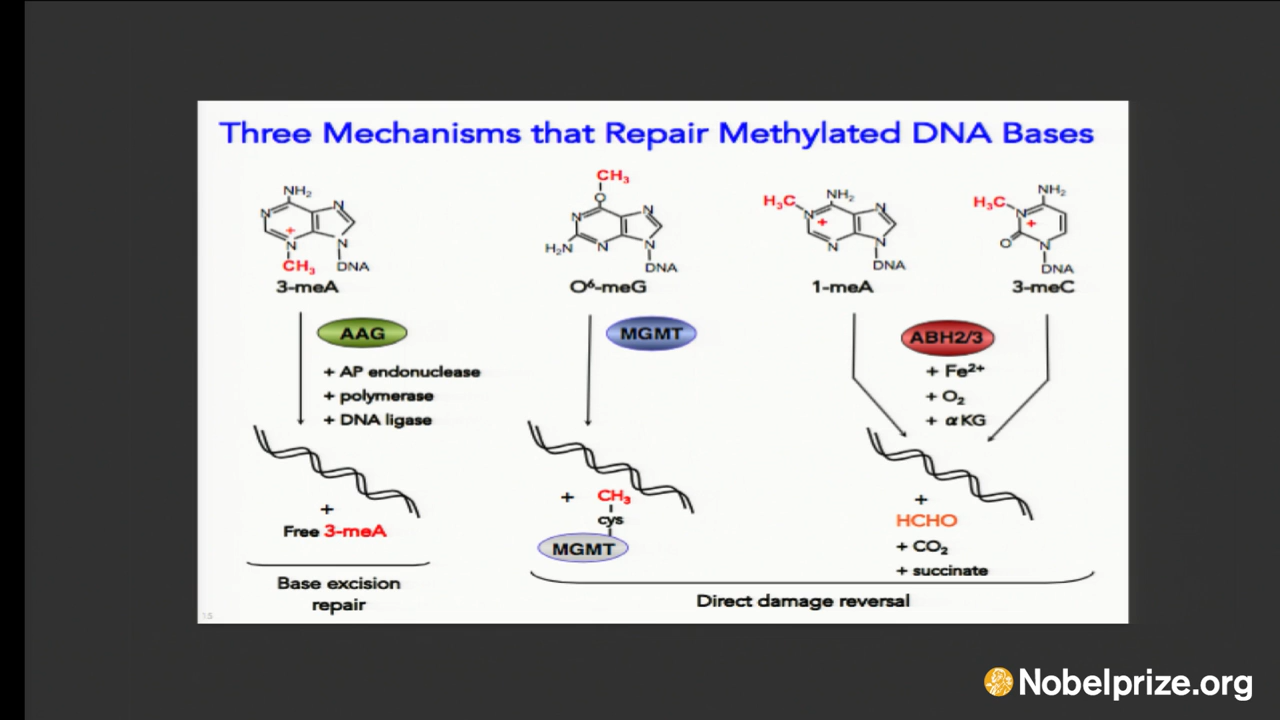 Three Mechanisms that Repair Methylated DNA Bases
NH₂
N
N
N
N
+
CH₃
DNA
3-meA
CH₃
O
N
N
H₂N
N
N
DNA
O⁶-meG
H₃C
NH₂
N
N
+
N
N
DNA
1-meA
H₃C
NH₂
N
+
O
N
DNA
3-meC
AAG
+ AP endonuclease
+ polymerase
+ DNA ligase
MGMT
ABH2/3
+ Fe²⁺
+ O₂
+ αKG
+
Free 3-meA
+
CH₃
cys
MGMT
+
HCHO
+ CO₂
+ succinate
Base excision
repair
Direct damage reversal
15
Nobelprize.org